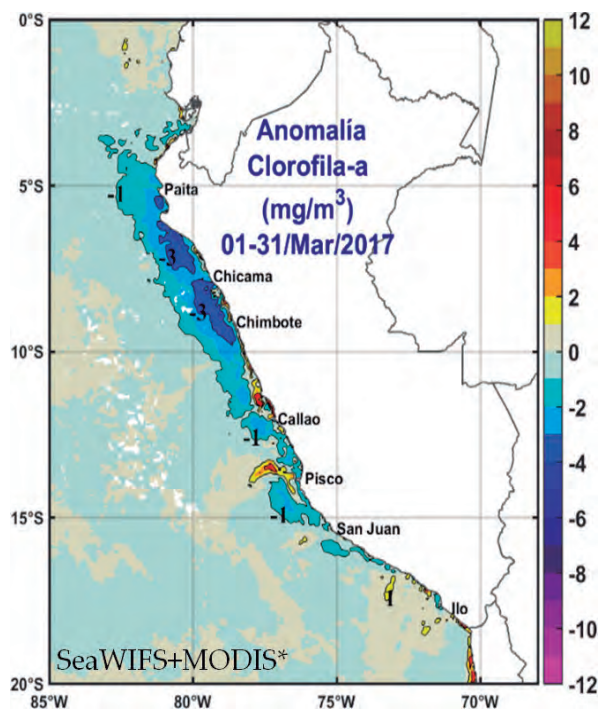 0°S
5°S
10°S
15°S
20°S
85°W
80°W
75°W
70°W
Anomalía
Clorofila-a
(mg/m³)
01-31/Mar/2017
-1
Paita
-3
Chicama
-3
Chimbote
Callao
-1
Pisco
-1
San Juan
1
Ilo
SeaWIFS+MODIS*
12
10
8
6
4
2
0
-2
-4
-6
-8
-10
-12